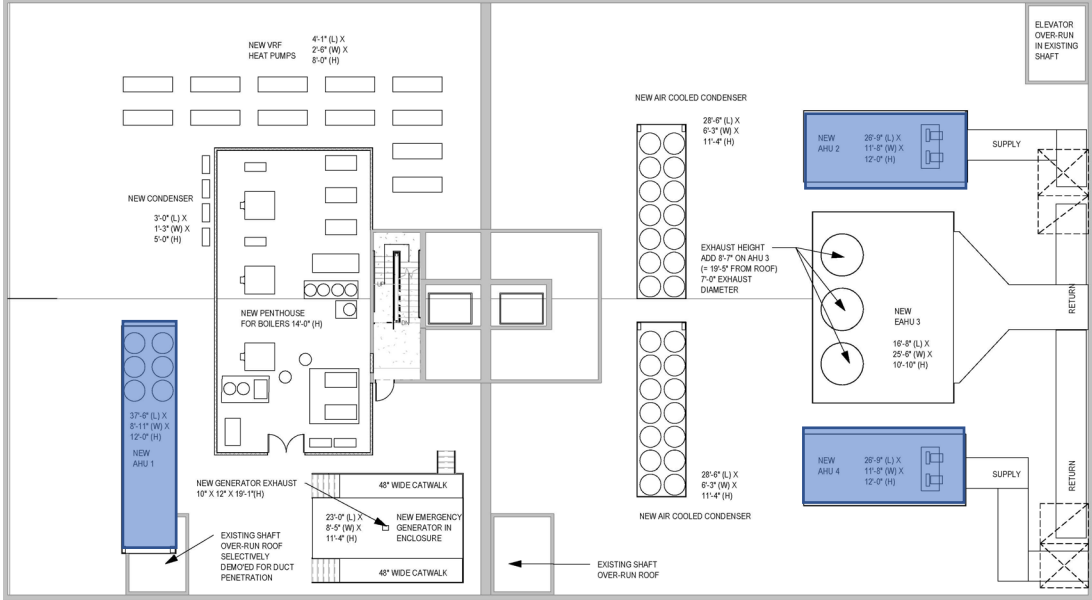 NEW VRF
HEAT PUMPS
4'-1" (L) X
2'-6" (W) X
8'-0" (H)
ELEVATOR
OVER-RUN
IN EXISTING
SHAFT
NEW AIR COOLED CONDENSER
28'-6" (L) X
6'-3" (W) X
11'-4" (H)
NEW
AHU 2
26'-9" (L) X
11'-8" (W) X
12'-0" (H)
SUPPLY
NEW CONDENSER
3'-0" (L) X
1'-3" (W) X
5'-0" (H)
EXHAUST HEIGHT
ADD 8'-7" ON AHU 3
(= 19'-5" FROM ROOF)
7'-0" EXHAUST
DIAMETER
NEW
EAHU 3
16'-8" (L) X
25'-6" (W) X
10'-10" (H)
RETURN
NEW PENTHOUSE
FOR BOILERS 14'-0" (H)
37'-6" (L) X
8'-11" (W) X
12'-0" (H)
NEW
AHU 1
NEW
AHU 4
26'-9" (L) X
11'-8" (W) X
12'-0" (H)
SUPPLY
RETURN
28'-6" (L) X
6'-3" (W) X
11'-4" (H)
NEW AIR COOLED CONDENSER
NEW GENERATOR EXHAUST
10" X 12" X 19'-1"(H)
48" WIDE CATWALK
23'-0" (L) X
8'-5" (W) X
11'-4" (H)
NEW EMERGENCY
GENERATOR IN
ENCLOSURE
48" WIDE CATWALK
EXISTING SHAFT
OVER-RUN ROOF
SELECTIVELY
DEMO'ED FOR DUCT
PENETRATION
EXISTING SHAFT
OVER-RUN ROOF